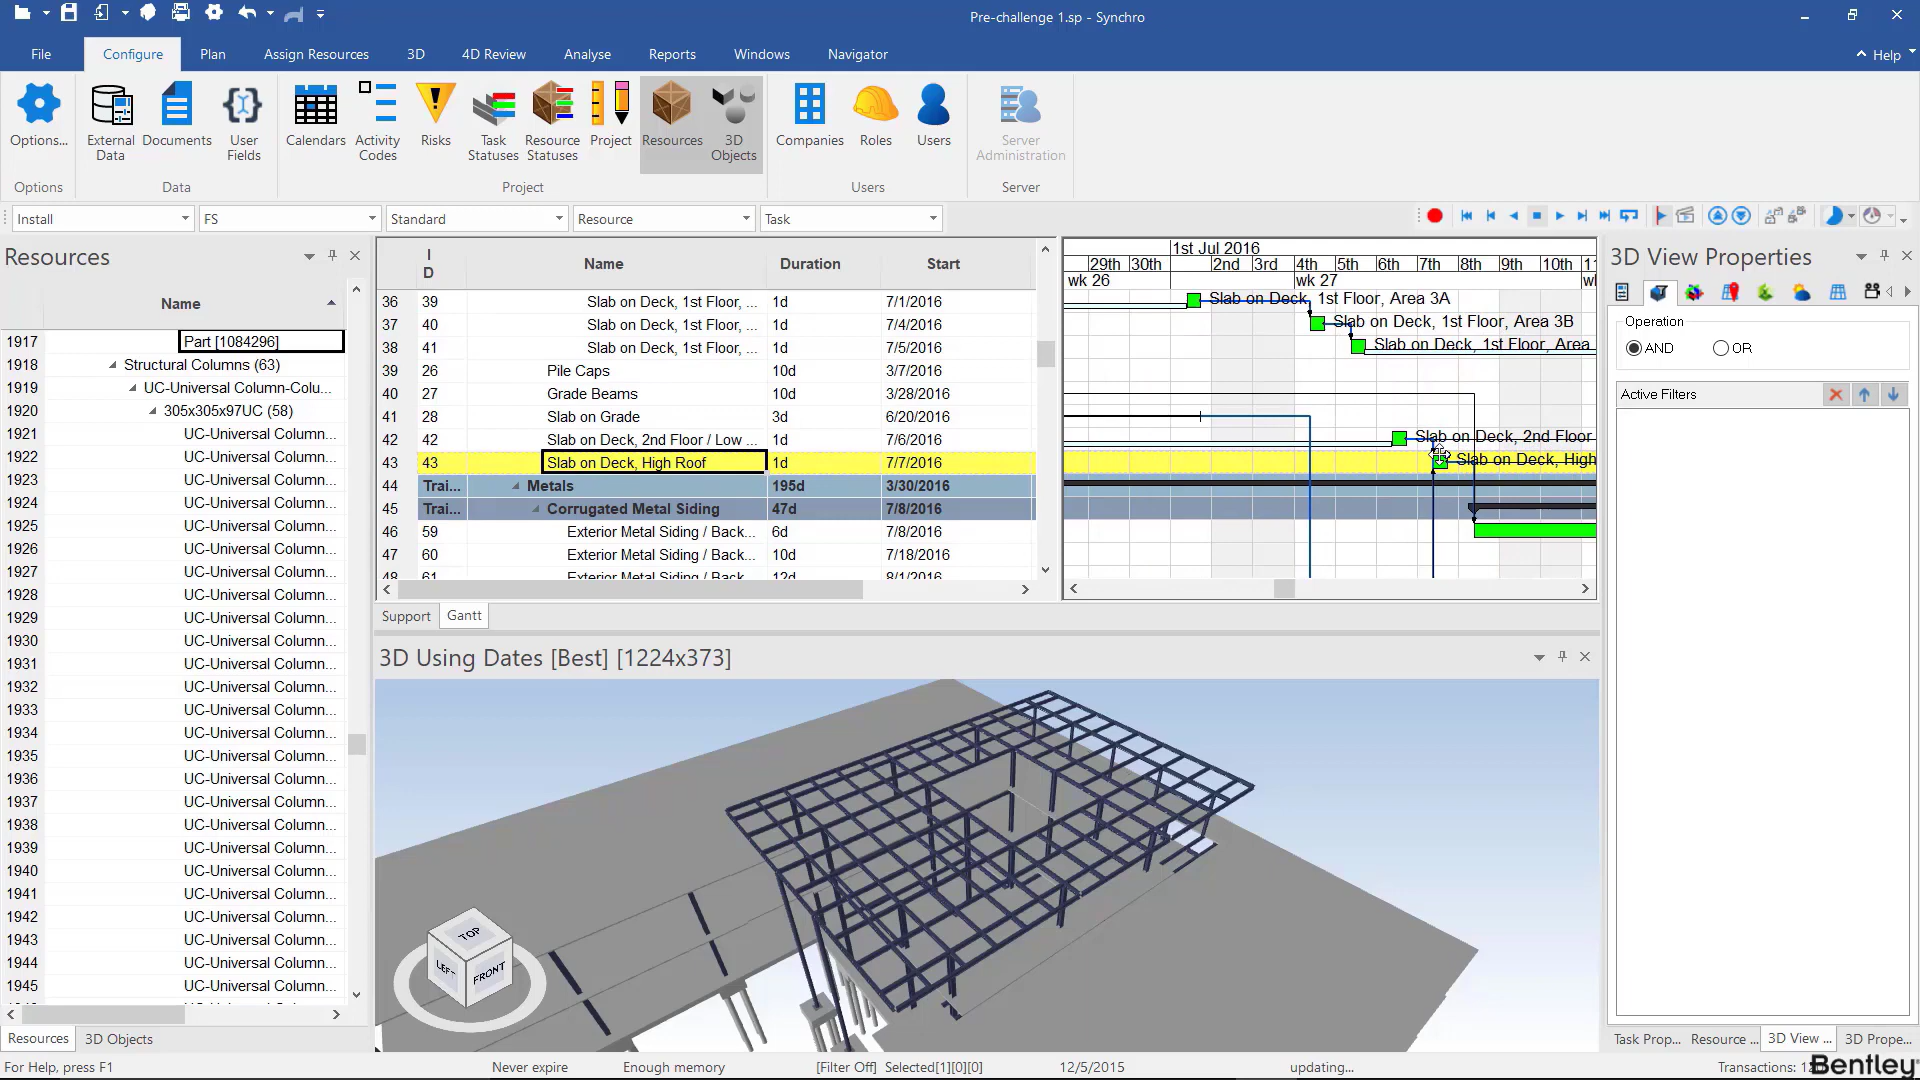 Pre-challenge 1.sp - Synchro
File
Configure
Plan
Assign Resources
3D
4D Review
Analyse
Reports
Windows
Navigator
Help
Options...
External Data
Documents
User Fields
Calendars
Activity Codes
Risks
Task Statuses
Resource Statuses
Project
Resources
3D Objects
Companies
Roles
Users
Server Administration
Options
Data
Project
Users
Server
Install
FS
Standard
Resource
Task
Resources
Name
1917 Part [1084296]
1918 Structural Columns (63)
1919 UC-Universal Column-Colu...
1920 305x305x97UC (58)
1921 UC-Universal Column...
1922 UC-Universal Column...
1923 UC-Universal Column...
1924 UC-Universal Column...
1925 UC-Universal Column...
1926 UC-Universal Column...
1927 UC-Universal Column...
1928 UC-Universal Column...
1929 UC-Universal Column...
1930 UC-Universal Column...
1931 UC-Universal Column...
1932 UC-Universal Column...
1933 UC-Universal Column...
1934 UC-Universal Column...
1935 UC-Universal Column...
1936 UC-Universal Column...
1937 UC-Universal Column...
1938 UC-Universal Column...
1939 UC-Universal Column...
1940 UC-Universal Column...
1941 UC-Universal Column...
1942 UC-Universal Column...
1943 UC-Universal Column...
1944 UC-Universal Column...
1945 UC-Universal Column...
Resources
3D Objects
ID Name Duration Start
36 39 Slab on Deck, 1st Floor, ... 1d 7/1/2016
37 40 Slab on Deck, 1st Floor, ... 1d 7/4/2016
38 41 Slab on Deck, 1st Floor, ... 1d 7/5/2016
39 26 Pile Caps 10d 3/7/2016
40 27 Grade Beams 10d 3/28/2016
41 28 Slab on Grade 3d 6/20/2016
42 42 Slab on Deck, 2nd Floor / Low ... 1d 7/6/2016
43 43 Slab on Deck, High Roof 1d 7/7/2016
44 Trai... Metals 195d 3/30/2016
45 Trai... Corrugated Metal Siding 47d 7/8/2016
46 59 Exterior Metal Siding / Back... 6d 7/8/2016
47 60 Exterior Metal Siding / Back... 10d 7/18/2016
48 61 Exterior Metal Siding / Back... 12d 8/1/2016
Support
Gantt
1st Jul 2016
29th 30th 2nd 3rd 4th 5th 6th 7th 8th 9th 10th 11
wk 26 wk 27
Slab on Deck, 1st Floor, Area 3A
Slab on Deck, 1st Floor, Area 3B
Slab on Deck, 1st Floor, Area
Slab on Deck, 2nd Floor
Slab on Deck, High
3D Using Dates [Best] [1224x373]
TOP
LEFT
FRONT
3D View Properties
Operation
AND
OR
Active Filters
Task Prop...
Resource ...
3D View ...
3D Prope...
For Help, press F1
Never expire
Enough memory
[Filter Off]
Selected[1][0][0]
12/5/2015
updating...
Transactions:
Bentley